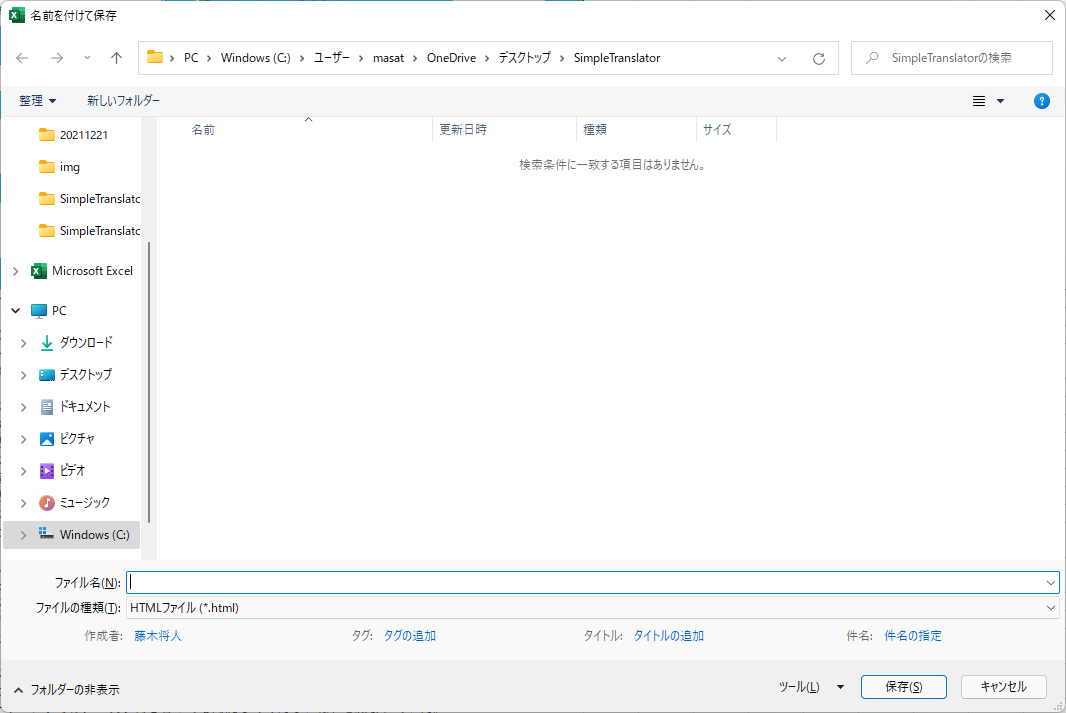 名前を付けて保存
PC > Windows (C:) > ユーザー > masat > OneDrive > デスクトップ > SimpleTranslator
SimpleTranslatorの検索
整理
新しいフォルダー
名前
更新日時
種類
サイズ
検索条件に一致する項目はありません。
20211221
img
SimpleTranslato
SimpleTranslato
Microsoft Excel
PC
ダウンロード
デスクトップ
ドキュメント
ピクチャ
ビデオ
ミュージック
Windows (C:)
ファイル名(N):
ファイルの種類(T): HTMLファイル (*.html)
作成者: 藤木将人
タグ: タグの追加
タイトル: タイトルの追加
件名: 件名の指定
フォルダーの非表示
ツール(L)
保存(S)
キャンセル